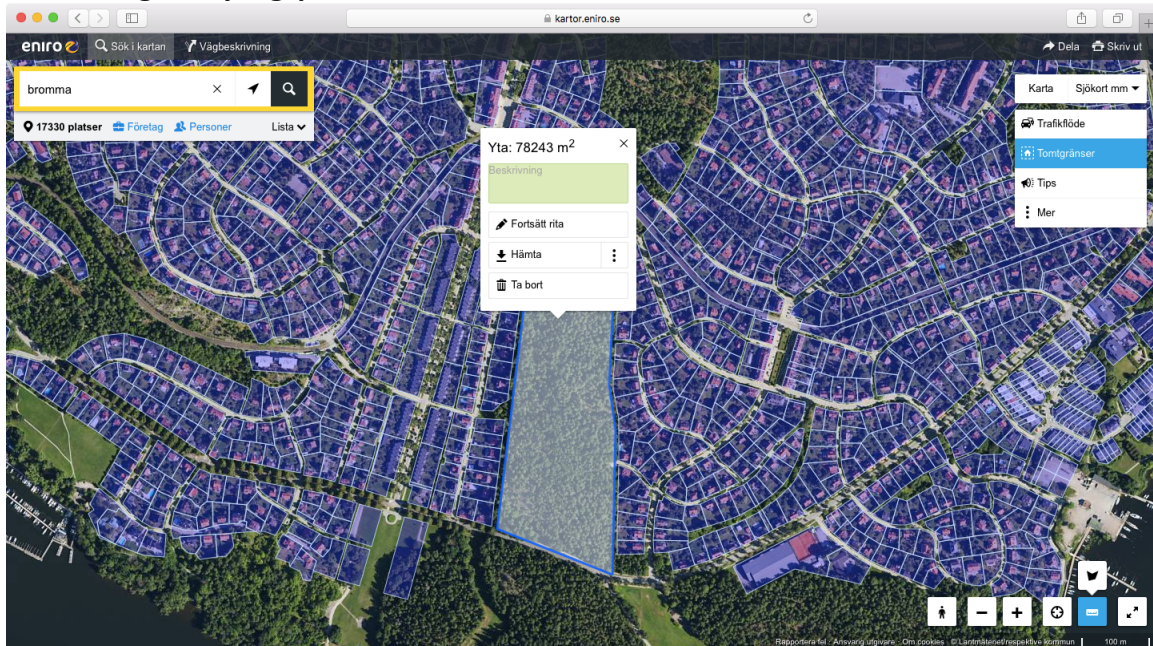 kartor.eniro.se
eniro Sök i kartan Vägbeskrivning Dela Skriv ut
bromma
17330 platser Företag Personer Lista
Karta Sjökort mm
Trafikflöde
Tomtgränser
Tips
Mer
Yta: 78243 m²
Beskrivning
Fortsätt rita
Hämta
Ta bort
Rapportera fel · Ansvarig utgivare · Om cookies · © Lantmäteriet/respektive kommun 100 m